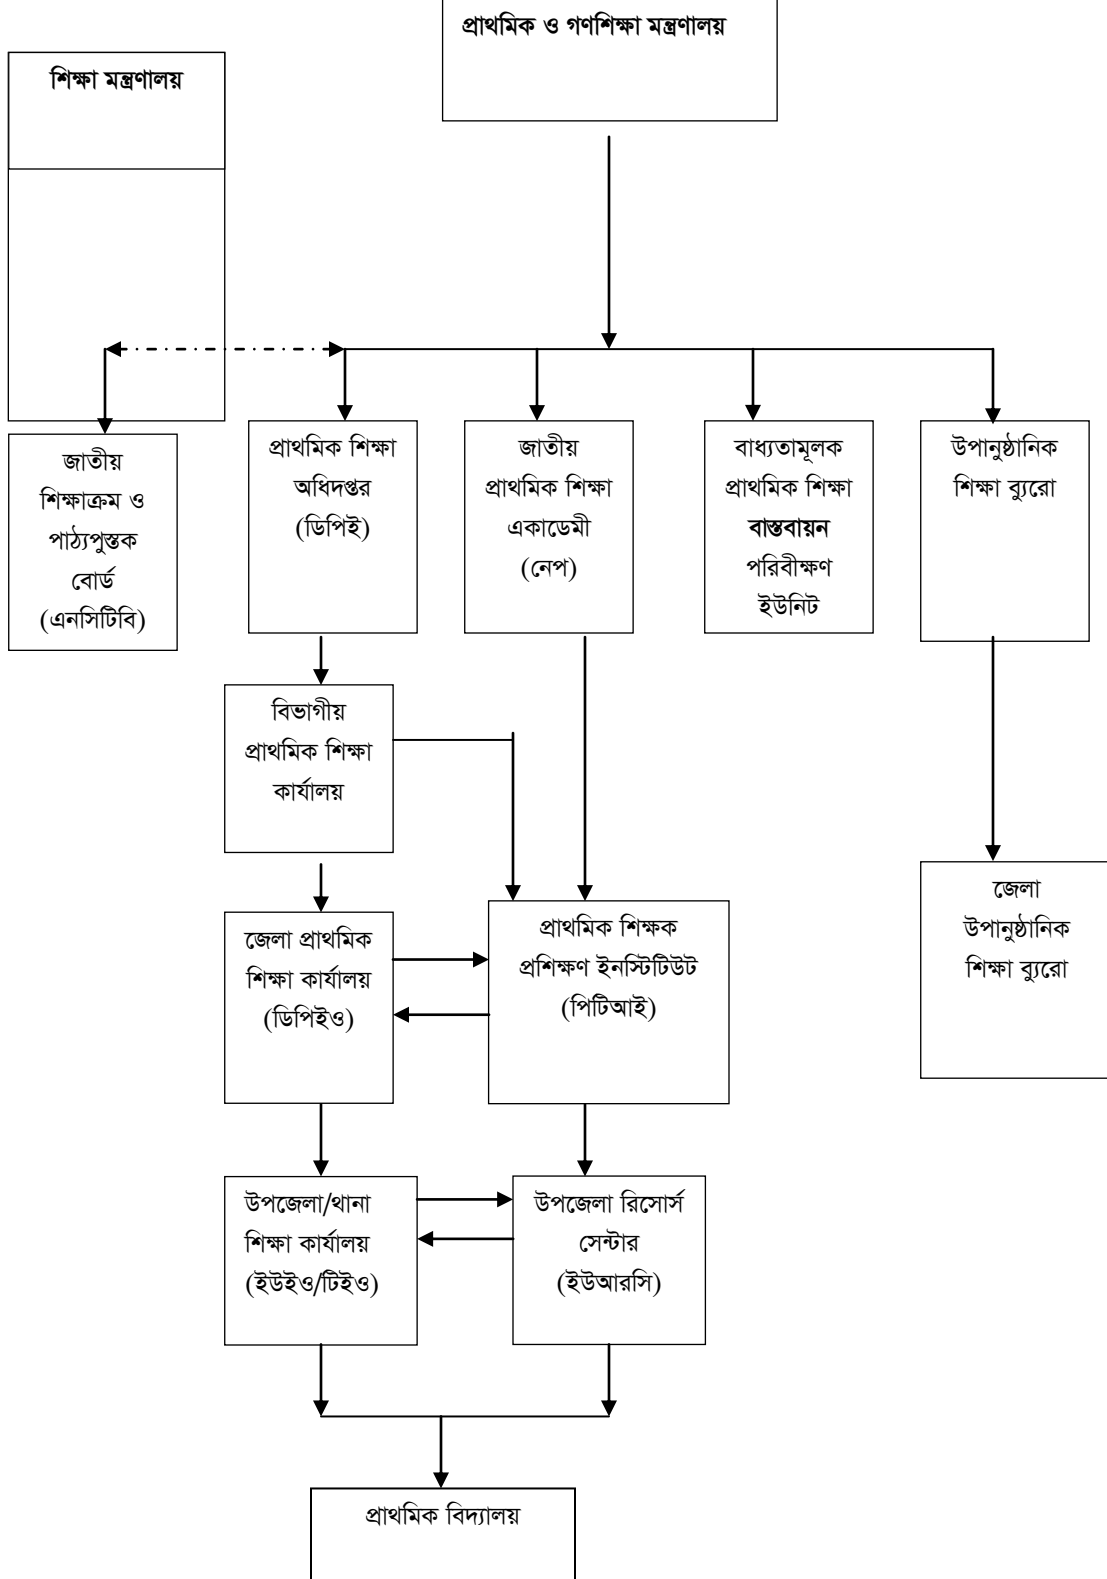 প্রাথমিক ও গণশিক্ষা মন্ত্রণালয়
শিক্ষা মন্ত্রণালয়
জাতীয়
শিক্ষাক্রম ও
পাঠ্যপুস্তক
বোর্ড
(এনসিটিবি)
প্রাথমিক শিক্ষা
অধিদপ্তর
(ডিপিই)
জাতীয়
প্রাথমিক শিক্ষা
একাডেমী
(নেপ)
বাধ্যতামূলক
প্রাথমিক শিক্ষা
বাস্তবায়ন
পরিবীক্ষণ
ইউনিট
উপানুষ্ঠানিক
শিক্ষা ব্যুরো
বিভাগীয়
প্রাথমিক শিক্ষা
কার্যালয়
জেলা প্রাথমিক
শিক্ষা কার্যালয়
(ডিপিইও)
প্রাথমিক শিক্ষক
প্রশিক্ষণ ইনস্টিটিউট
(পিটিআই)
জেলা
উপানুষ্ঠানিক
শিক্ষা ব্যুরো
উপজেলা/থানা
শিক্ষা কার্যালয়
(ইউইও/টিইও)
উপজেলা রিসোর্স
সেন্টার
(ইউআরসি)
প্রাথমিক বিদ্যালয়